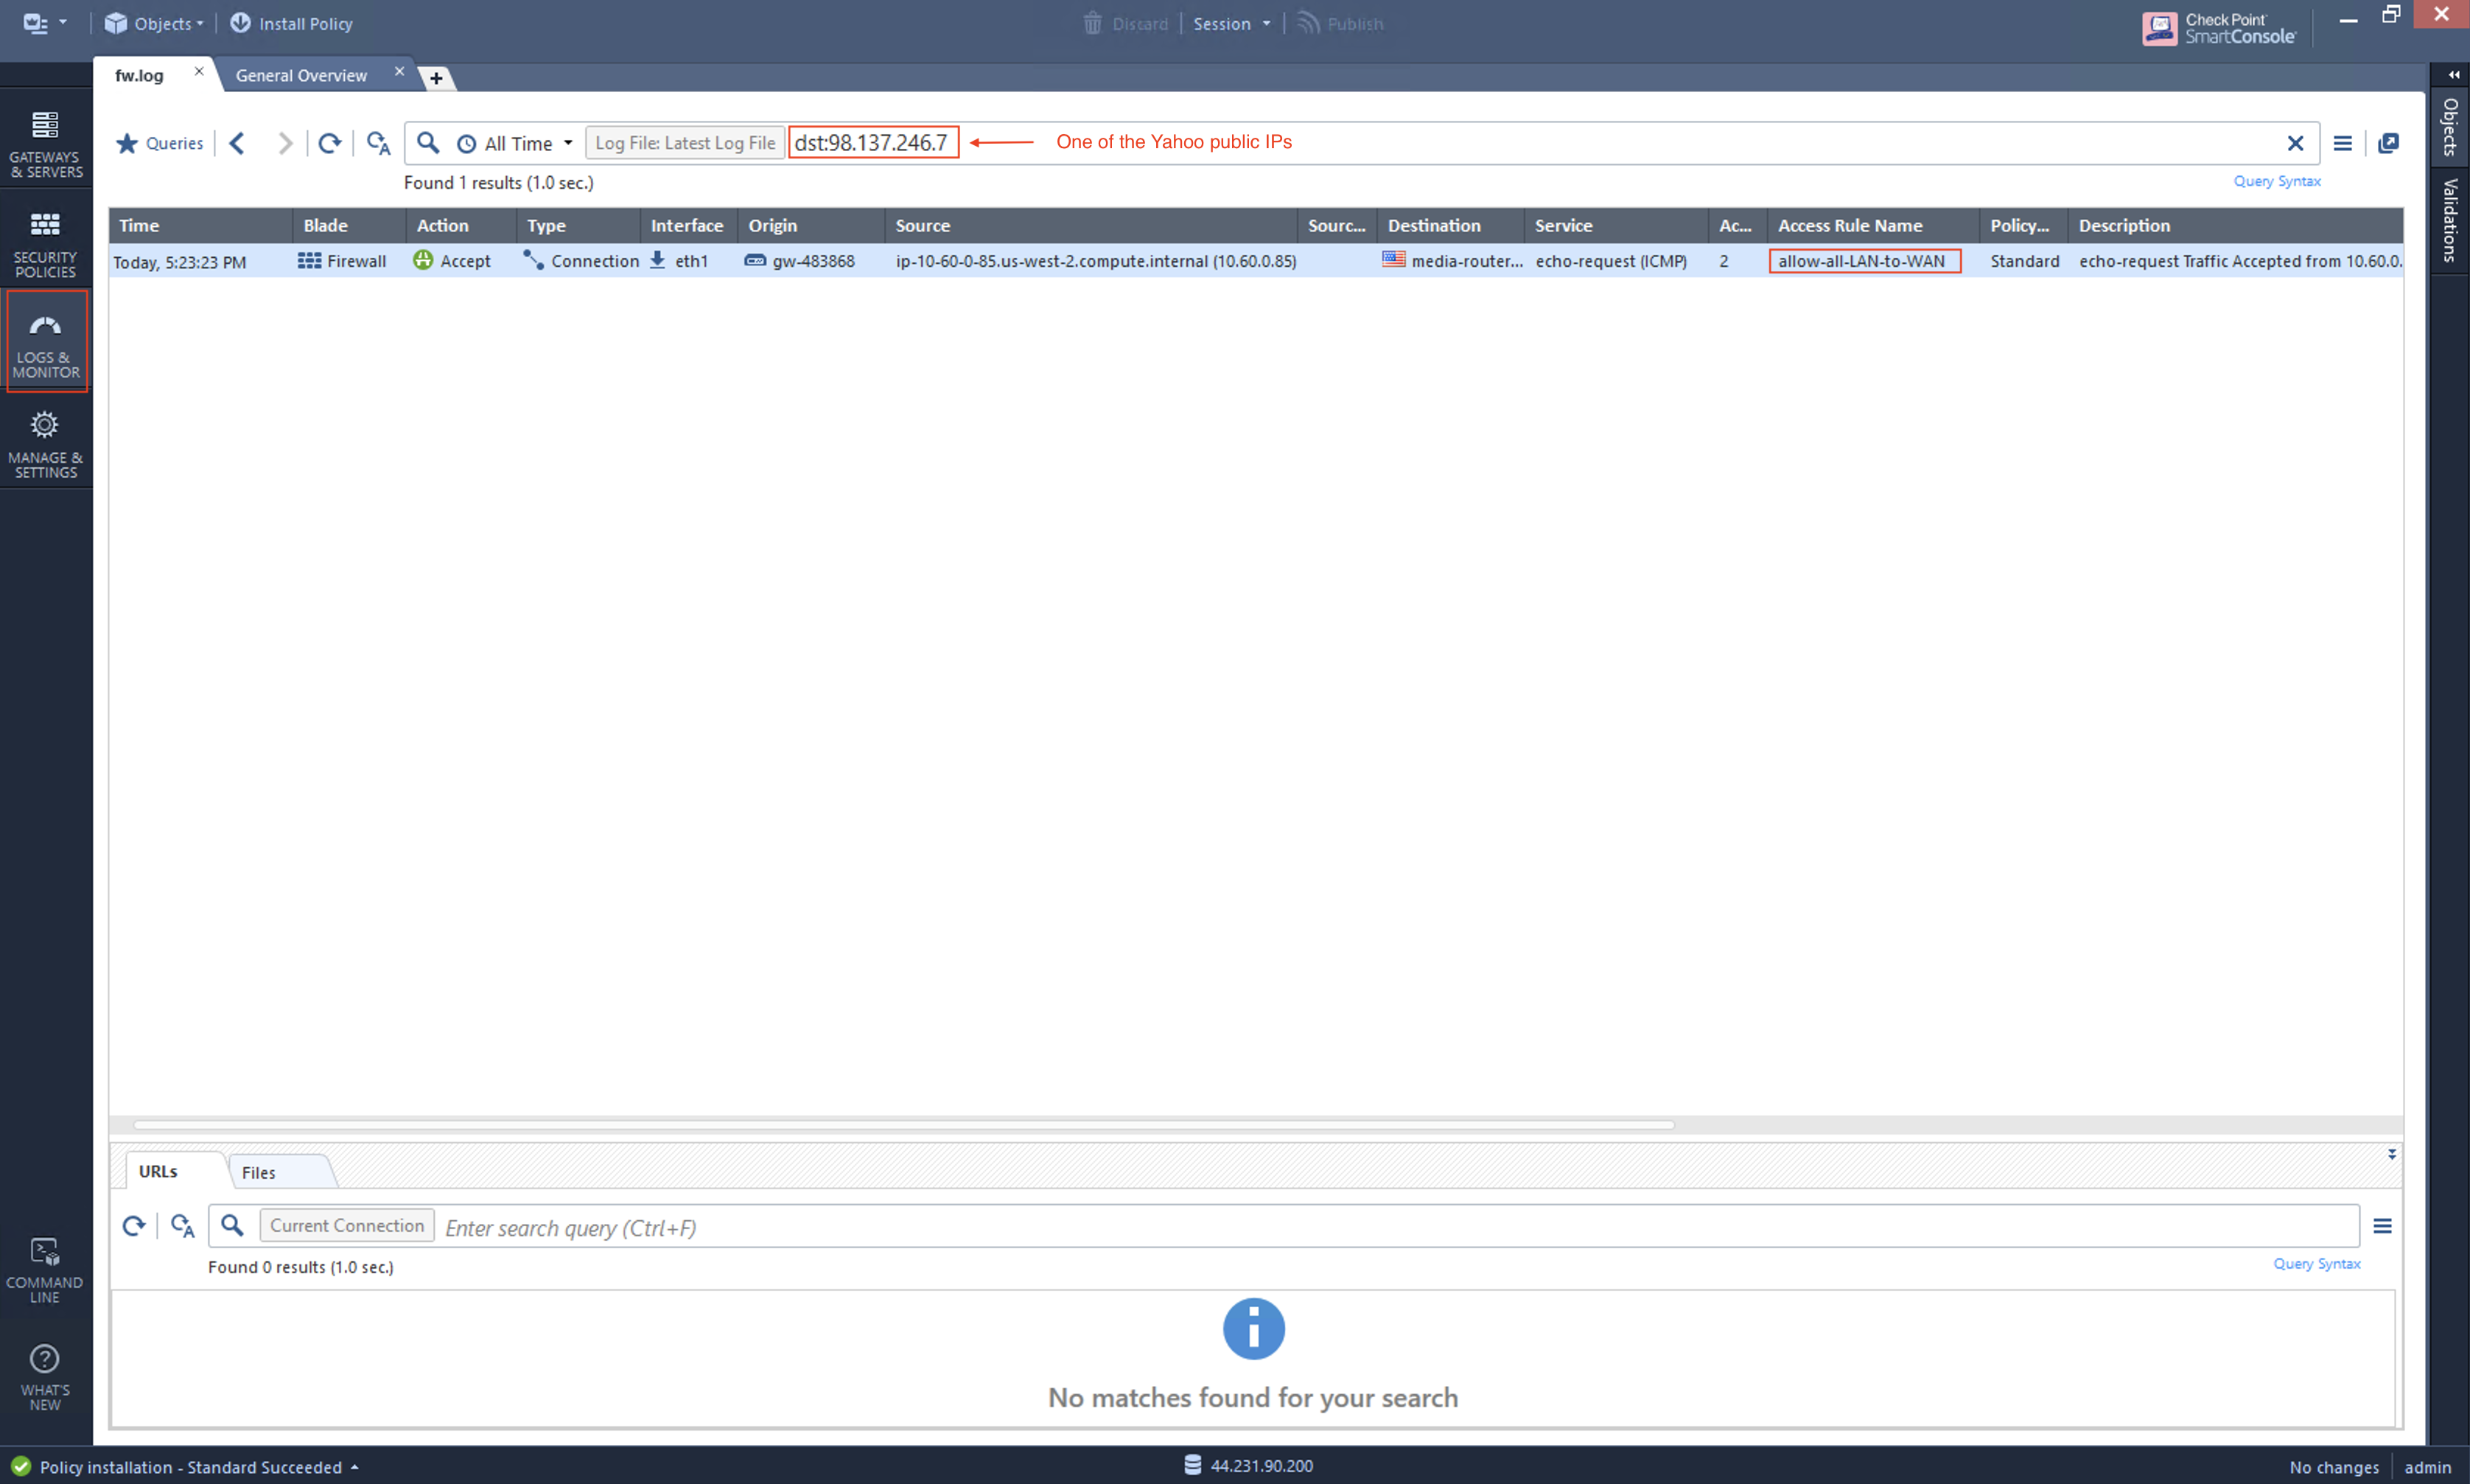 Objects
Install Policy
Discard
Session
Publish
Check Point
SmartConsole
fw.log
General Overview
Queries
All Time
Log File: Latest Log File
dst:98.137.246.7
One of the Yahoo public IPs
Found 1 results (1.0 sec.)
Query Syntax
Time Blade Action Type Interface Origin Source Sourc... Destination Service Ac... Access Rule Name Policy... Description
Today, 5:23:23 PM Firewall Accept Connection eth1 gw-483868 ip-10-60-0-85.us-west-2.compute.internal (10.60.0.85) media-router... echo-request (ICMP) 2 allow-all-LAN-to-WAN Standard echo-request Traffic Accepted from 10.60.0.
GATEWAYS
& SERVERS
SECURITY
POLICIES
LOGS &
MONITOR
MANAGE &
SETTINGS
COMMAND
LINE
WHAT'S
NEW
Objects
Validations
URLs
Files
Current Connection
Enter search query (Ctrl+F)
Found 0 results (1.0 sec.)
Query Syntax
No matches found for your search
Policy installation - Standard Succeeded
44.231.90.200
No changes
admin